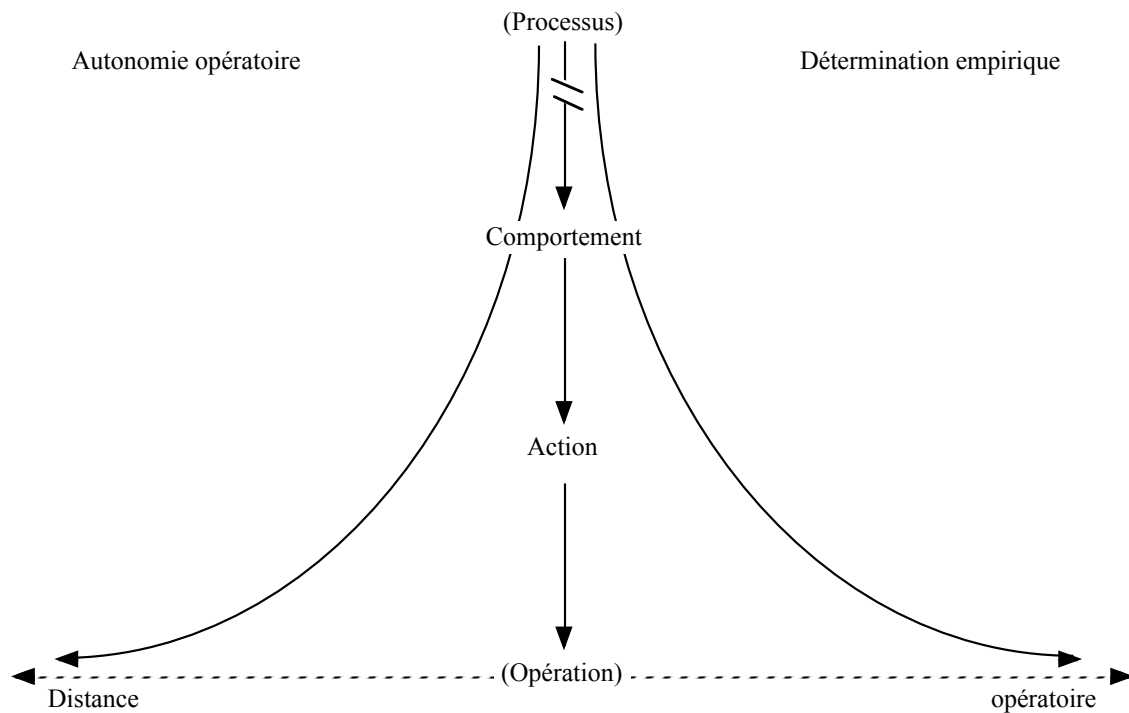 (Processus)
Autonomie opératoire
Détermination empirique
Comportement
Action
(Opération)
Distance
opératoire